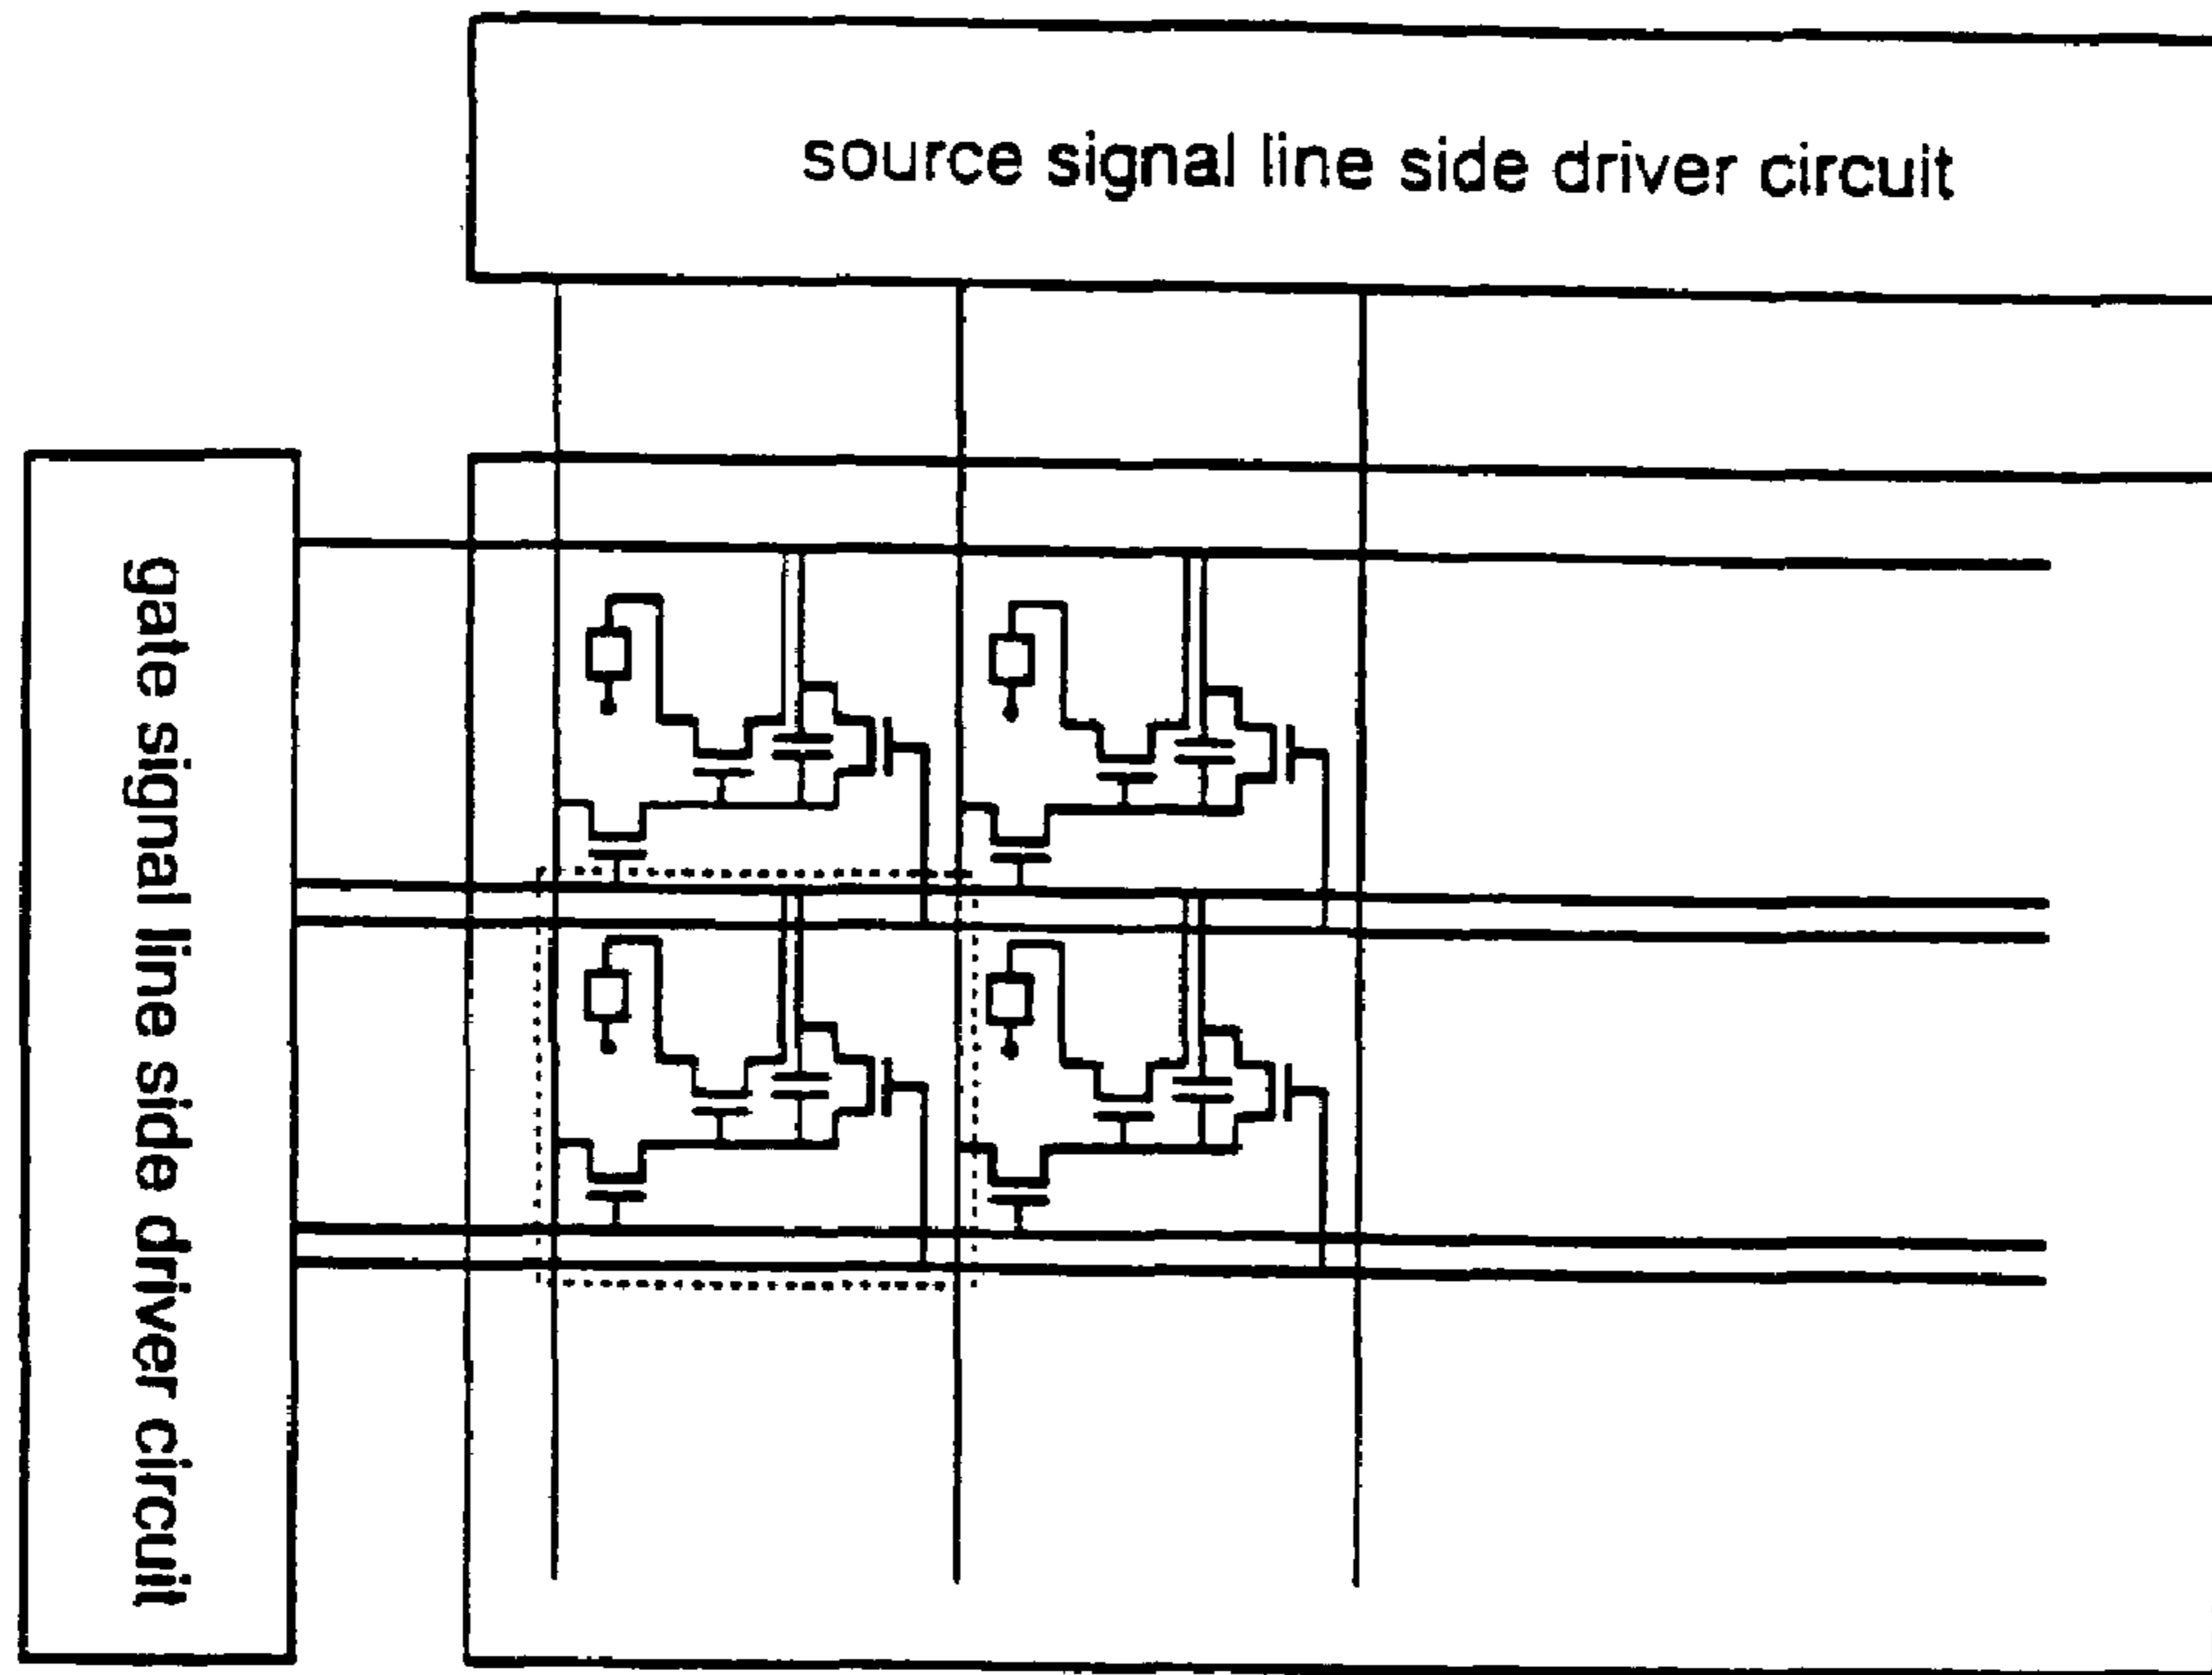 source signal line side driver circuit
gate signal line side driver circuit